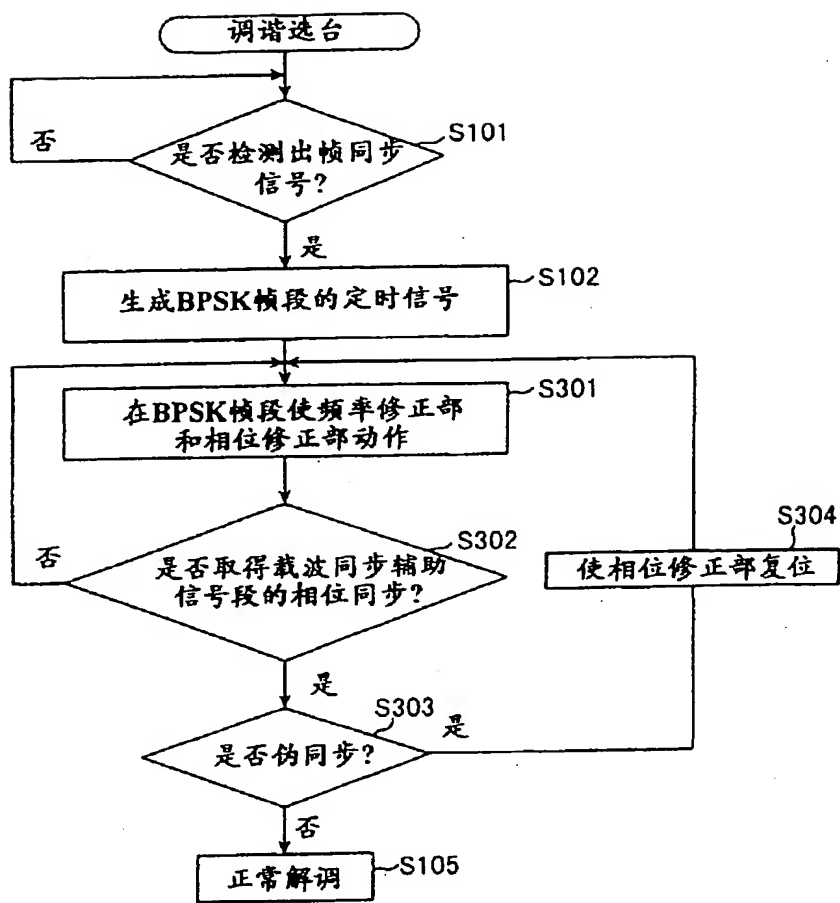 调谐选台
否
S101
是否检测出帧同步
信号?
是
S102
生成BPSK帧段的定时信号
S301
在BPSK帧段使频率修正部
和相位修正部动作
否
S302
是否取得载波同步辅助
信号段的相位同步?
S304
使相位修正部复位
是
S303
是否伪同步?
是
否
正常解调
S105